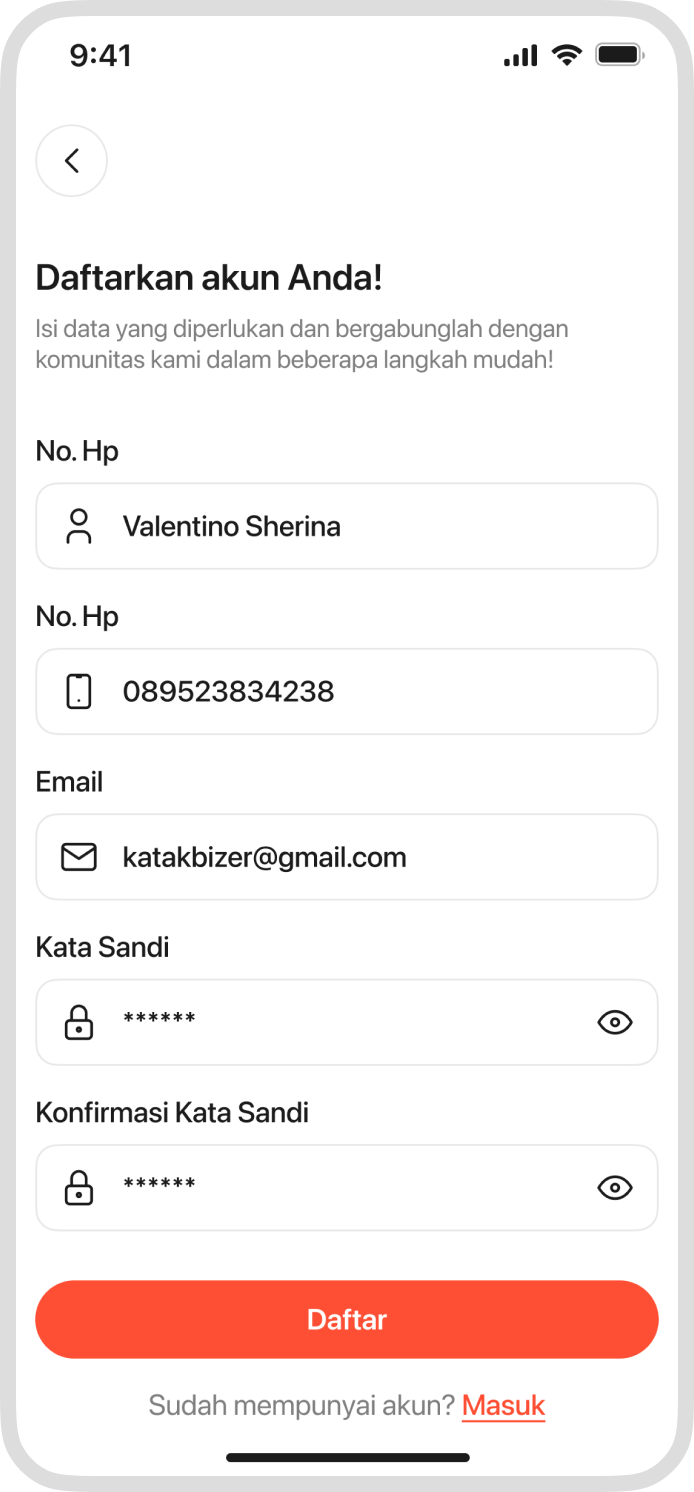 9:41
Daftarkan akun Anda!
Isi data yang diperlukan dan bergabunglah dengan
komunitas kami dalam beberapa langkah mudah!
No. Hp
Valentino Sherina
No. Hp
089523834238
Email
katakbizer@gmail.com
Kata Sandi
******
Konfirmasi Kata Sandi
******
Daftar
Sudah mempunyai akun? Masuk